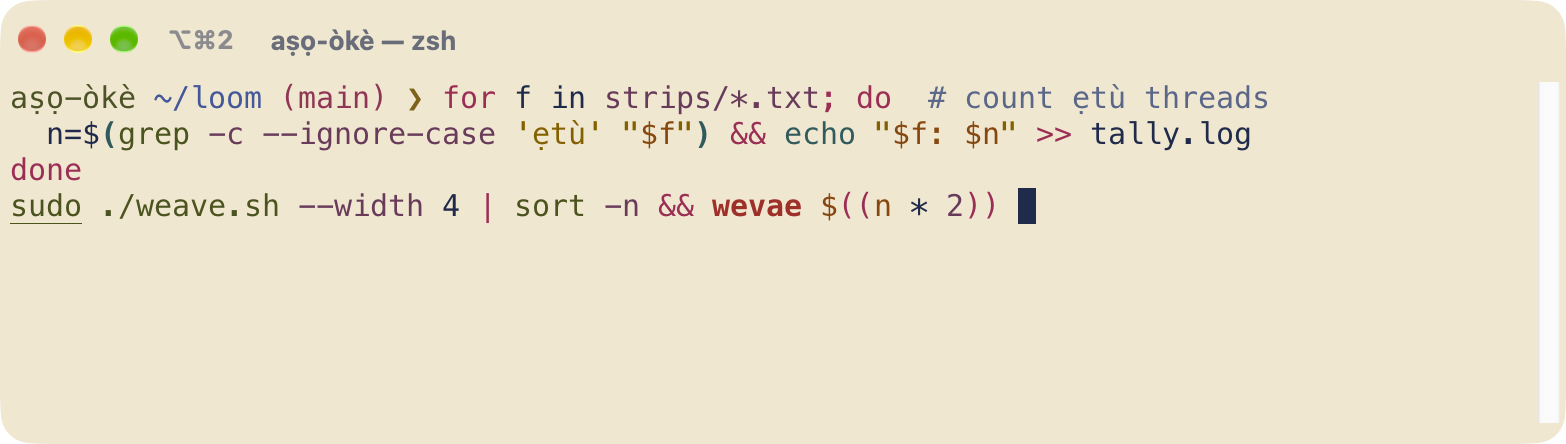 ⌥⌘2 aṣọ-òkè — zsh
aṣọ-òkè ~/loom (main) ❯ for f in strips/*.txt; do  # count ẹtù threads
  n=$(grep -c --ignore-case 'ẹtù' "$f") && echo "$f: $n" >> tally.log
done
sudo ./weave.sh --width 4 | sort -n && wevae $((n * 2))